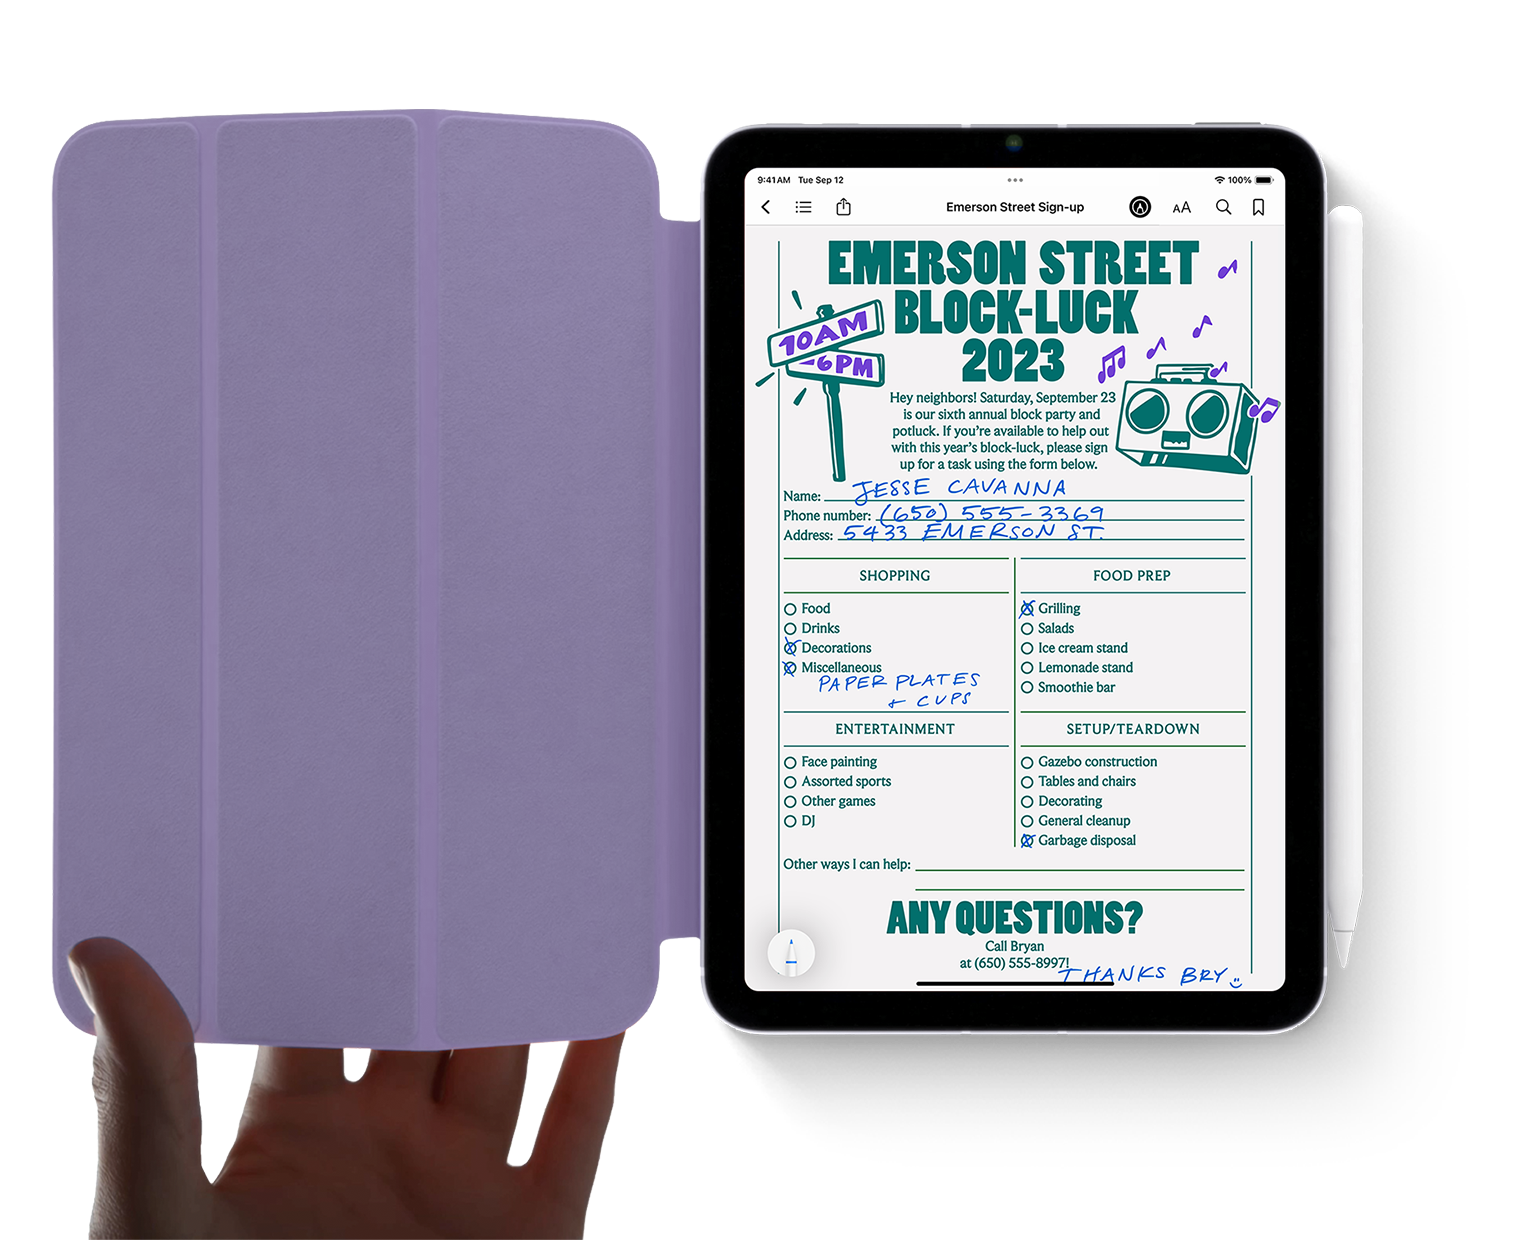 9:41 AM Tue Sep 12
100%
Emerson Street Sign-up
AA
EMERSON STREET
BLOCK-LUCK
2023
10AM
-6PM
Hey neighbors! Saturday, September 23
is our sixth annual block party and
potluck. If you're available to help out
with this year's block-luck, please sign
up for a task using the form below.
Name: JESSE CAVANNA
Phone number: (650) 555-3369
Address: 5433 EMERSON ST.
SHOPPING
Food
Drinks
Decorations
Miscellaneous
PAPER PLATES
+ CUPS
FOOD PREP
Grilling
Salads
Ice cream stand
Lemonade stand
Smoothie bar
ENTERTAINMENT
Face painting
Assorted sports
Other games
DJ
SETUP/TEARDOWN
Gazebo construction
Tables and chairs
Decorating
General cleanup
Garbage disposal
Other ways I can help:
ANY QUESTIONS?
Call Bryan
at (650) 555-8997!
THANKS BRY